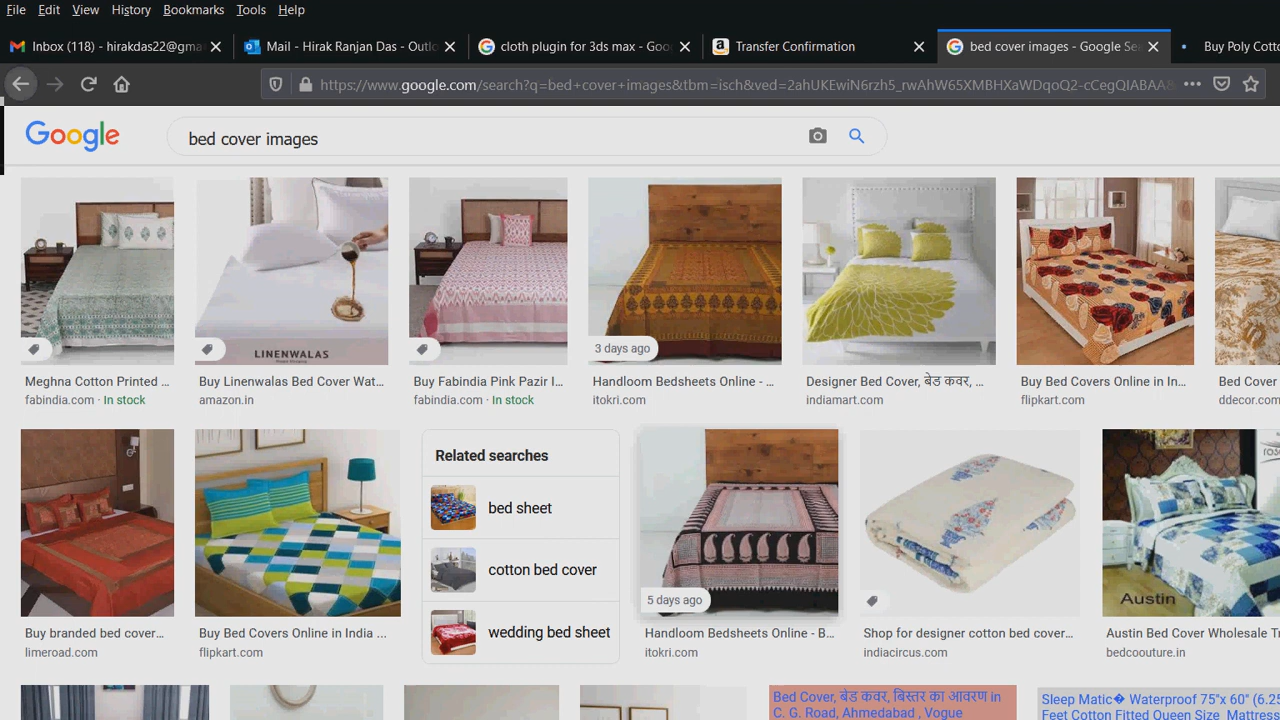 File Edit View History Bookmarks Tools Help
Inbox (118) - hirakdas22@gma
Mail - Hirak Ranjan Das - Outlo
cloth plugin for 3ds max - Goo
Transfer Confirmation
bed cover images - Google Sea
Buy Poly Cotto
https://www.google.com/search?q=bed+cover+images&tbm=isch&ved=2ahUKEwiN6rzh5_rwAhW65XMBHXaWDqoQ2-cCegQIABAA&
Google
bed cover images
LINENWALAS
3 days ago
Meghna Cotton Printed ...
fabindia.com · In stock
Buy Linenwalas Bed Cover Wat...
amazon.in
Buy Fabindia Pink Pazir I...
fabindia.com · In stock
Handloom Bedsheets Online - ...
itokri.com
Designer Bed Cover, बेड कवर, ...
indiamart.com
Buy Bed Covers Online in In...
flipkart.com
Bed Cover
ddecor.com
Related searches
bed sheet
cotton bed cover
wedding bed sheet
5 days ago
Austin
Buy branded bed cover...
limeroad.com
Buy Bed Covers Online in India ...
flipkart.com
Handloom Bedsheets Online - B...
itokri.com
Shop for designer cotton bed cover...
indiacircus.com
Austin Bed Cover Wholesale Tr
bedcoouture.in
Bed Cover, बेड कवर, बिस्तर का आवरण in
C. G. Road, Ahmedabad , Vogue
Sleep Matic� Waterproof 75"x 60" (6.25
Feet Cotton Fitted Queen Size Mattress